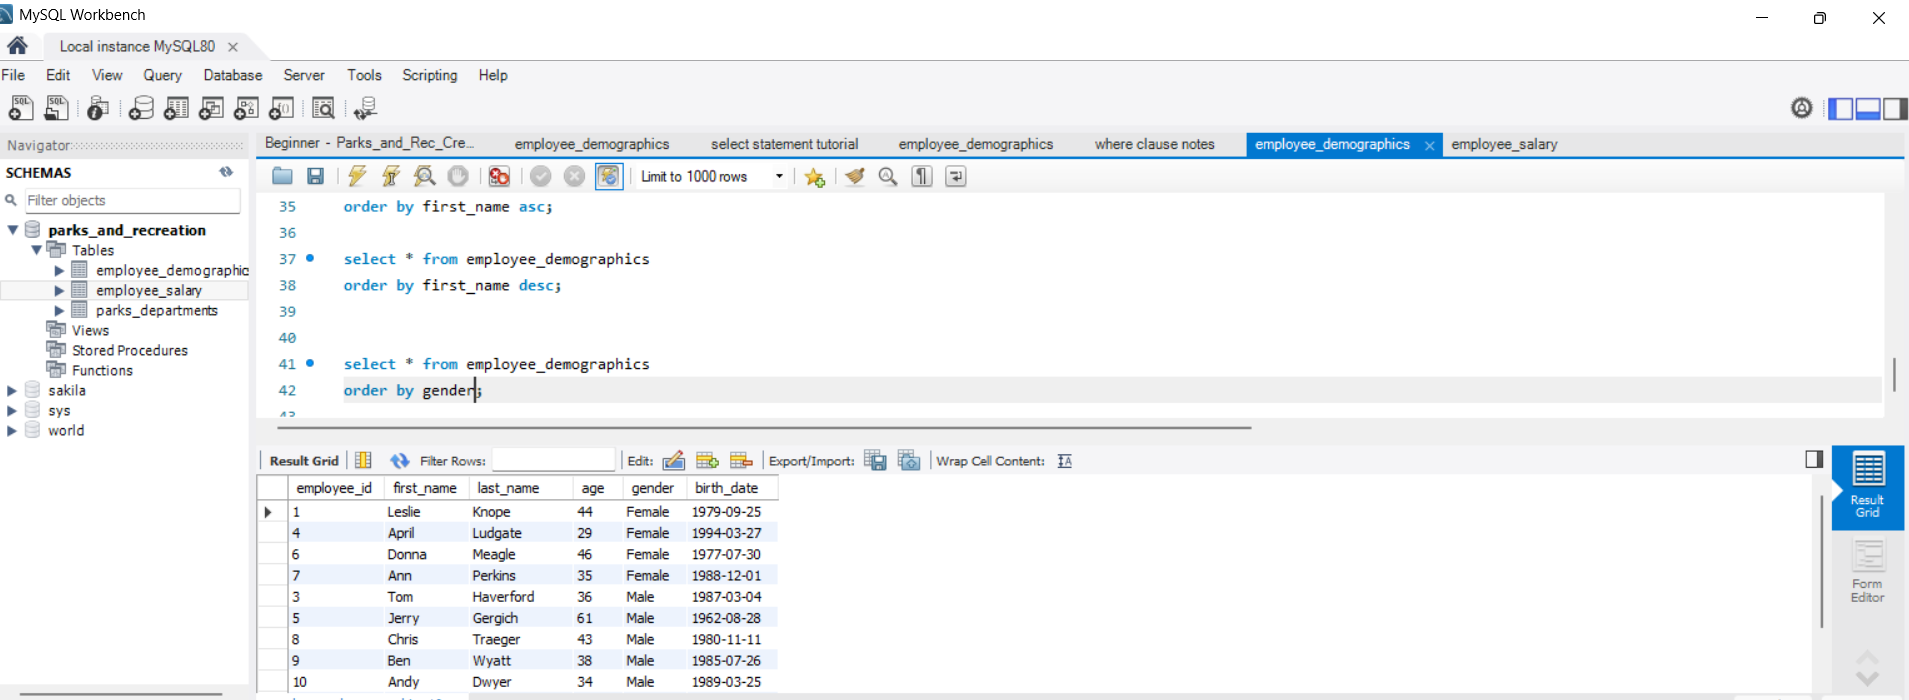 MySQL Workbench
Local instance MySQL80
File Edit View Query Database Server Tools Scripting Help
Navigator
SCHEMAS
Filter objects
parks_and_recreation
Tables
employee_demographic
employee_salary
parks_departments
Views
Stored Procedures
Functions
sakila
sys
world
Beginner - Parks_and_Rec_Cre... employee_demographics select statement tutorial employee_demographics where clause notes employee_demographics employee_salary
Limit to 1000 rows
35 order by first_name asc;
36
37 select * from employee_demographics
38 order by first_name desc;
39
40
41 select * from employee_demographics
42 order by gender;
43
Result Grid Filter Rows: Edit: Export/Import: Wrap Cell Content:
employee_id first_name last_name age gender birth_date
1 Leslie Knope 44 Female 1979-09-25
4 April Ludgate 29 Female 1994-03-27
6 Donna Meagle 46 Female 1977-07-30
7 Ann Perkins 35 Female 1988-12-01
3 Tom Haverford 36 Male 1987-03-04
5 Jerry Gergich 61 Male 1962-08-28
8 Chris Traeger 43 Male 1980-11-11
9 Ben Wyatt 38 Male 1985-07-26
10 Andy Dwyer 34 Male 1989-03-25
Result
Grid
Form
Editor